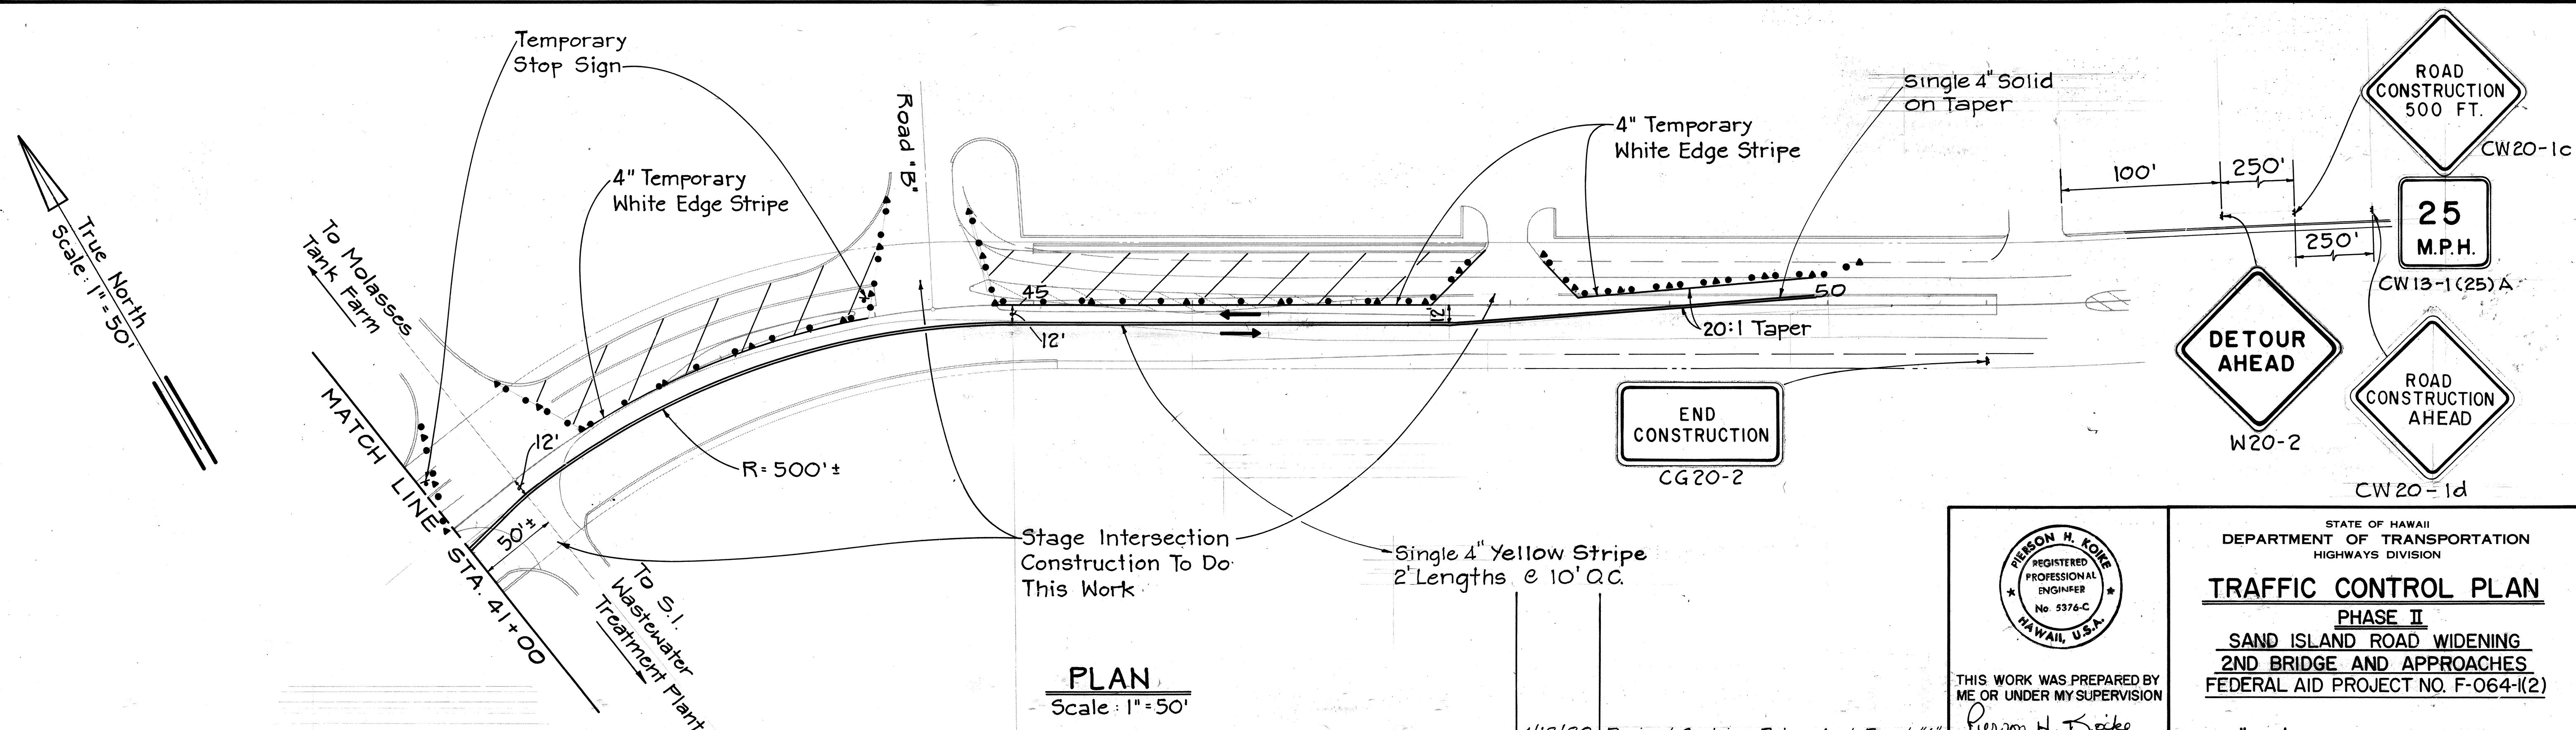 Temporary
Stop Sign
Road "B"
4" Temporary
White Edge Stripe
True North
Scale: 1" = 50'
To Molasses
Tank Farm
MATCH LINE STA. 41+00
12'
50'±
R = 500'±
To S.I.
Wastewater
Treatment Plant
45
12'
12'
4" Temporary
White Edge Stripe
Single 4" Solid
on Taper
50
20:1 Taper
Stage Intersection
Construction To Do
This Work
Single 4" Yellow Stripe
2' Lengths @ 10' O.C.
END
CONSTRUCTION
CG20-2
100'
250'
250'
ROAD
CONSTRUCTION
500 FT.
CW20-1c
25
M.P.H.
CW13-1(25)A
DETOUR
AHEAD
W20-2
ROAD
CONSTRUCTION
AHEAD
CW20-1d
PLAN
Scale: 1" = 50'
PIERSON H. KOIKE
REGISTERED
PROFESSIONAL
ENGINEER
No. 5376-C
HAWAII, U.S.A.
THIS WORK WAS PREPARED BY
ME OR UNDER MY SUPERVISION
Pierson H. Koike
STATE OF HAWAII
DEPARTMENT OF TRANSPORTATION
HIGHWAYS DIVISION
TRAFFIC CONTROL PLAN
PHASE II
SAND ISLAND ROAD WIDENING
2ND BRIDGE AND APPROACHES
FEDERAL AID PROJECT NO. F-064-1(2)